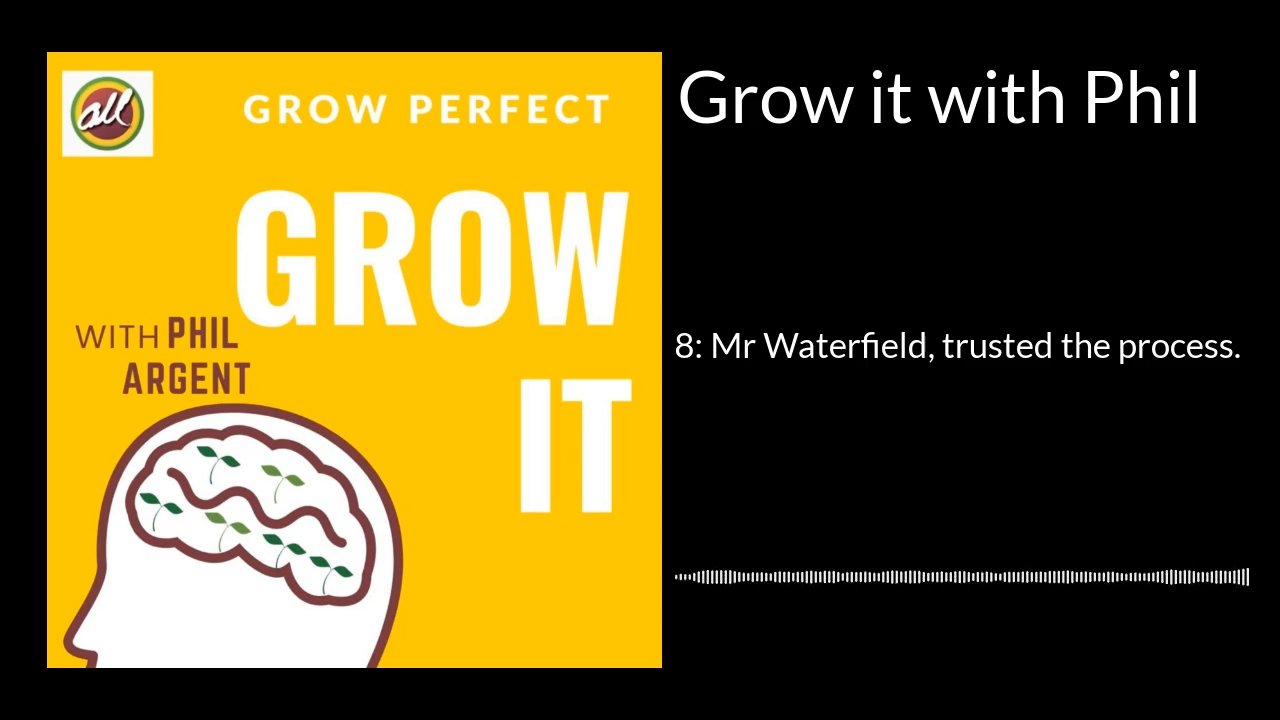 all
GROW PERFECT
GROW
IT
WITH PHIL
ARGENT
Grow it with Phil
8: Mr Waterfield, trusted the process.